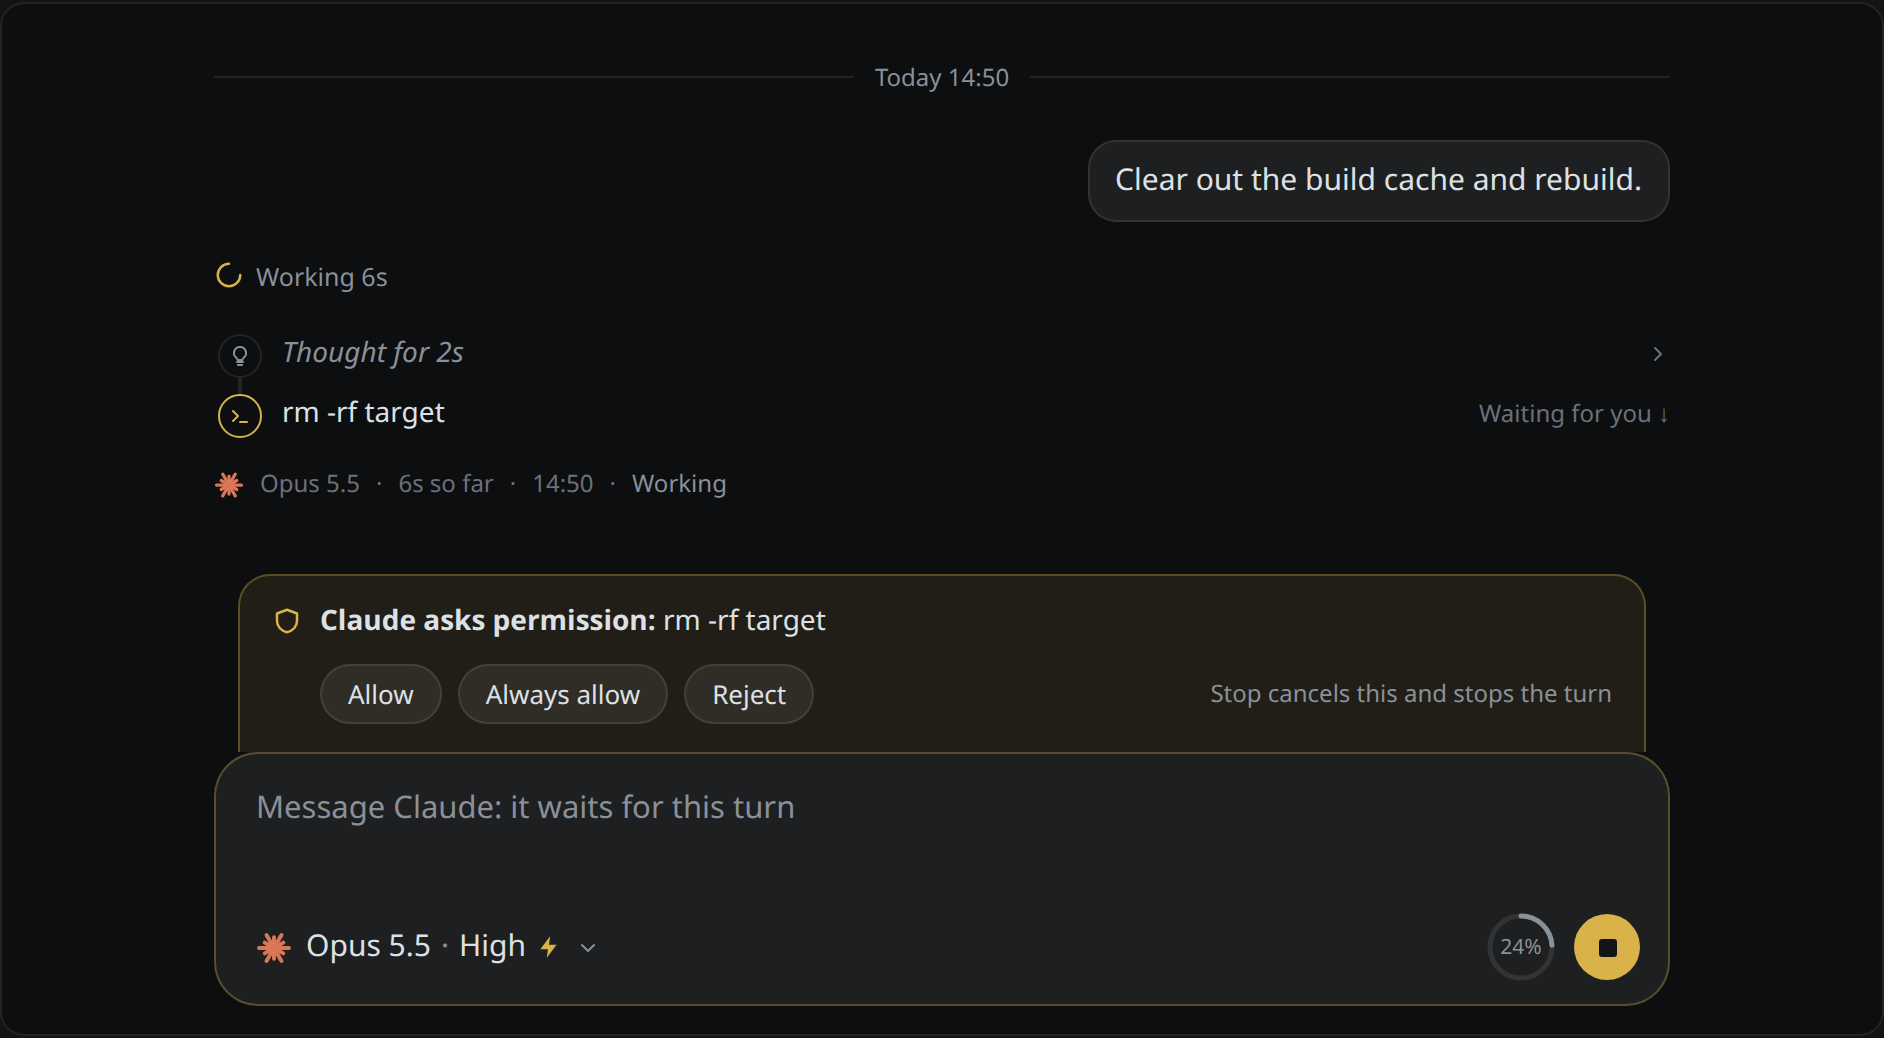 Today 14:50
Clear out the build cache and rebuild.
Working 6s
Thought for 2s
rm -rf target
Waiting for you ↓
Opus 5.5 · 6s so far · 14:50 · Working
Claude asks permission: rm -rf target
Allow
Always allow
Reject
Stop cancels this and stops the turn
Message Claude: it waits for this turn
Opus 5.5 · High
24%